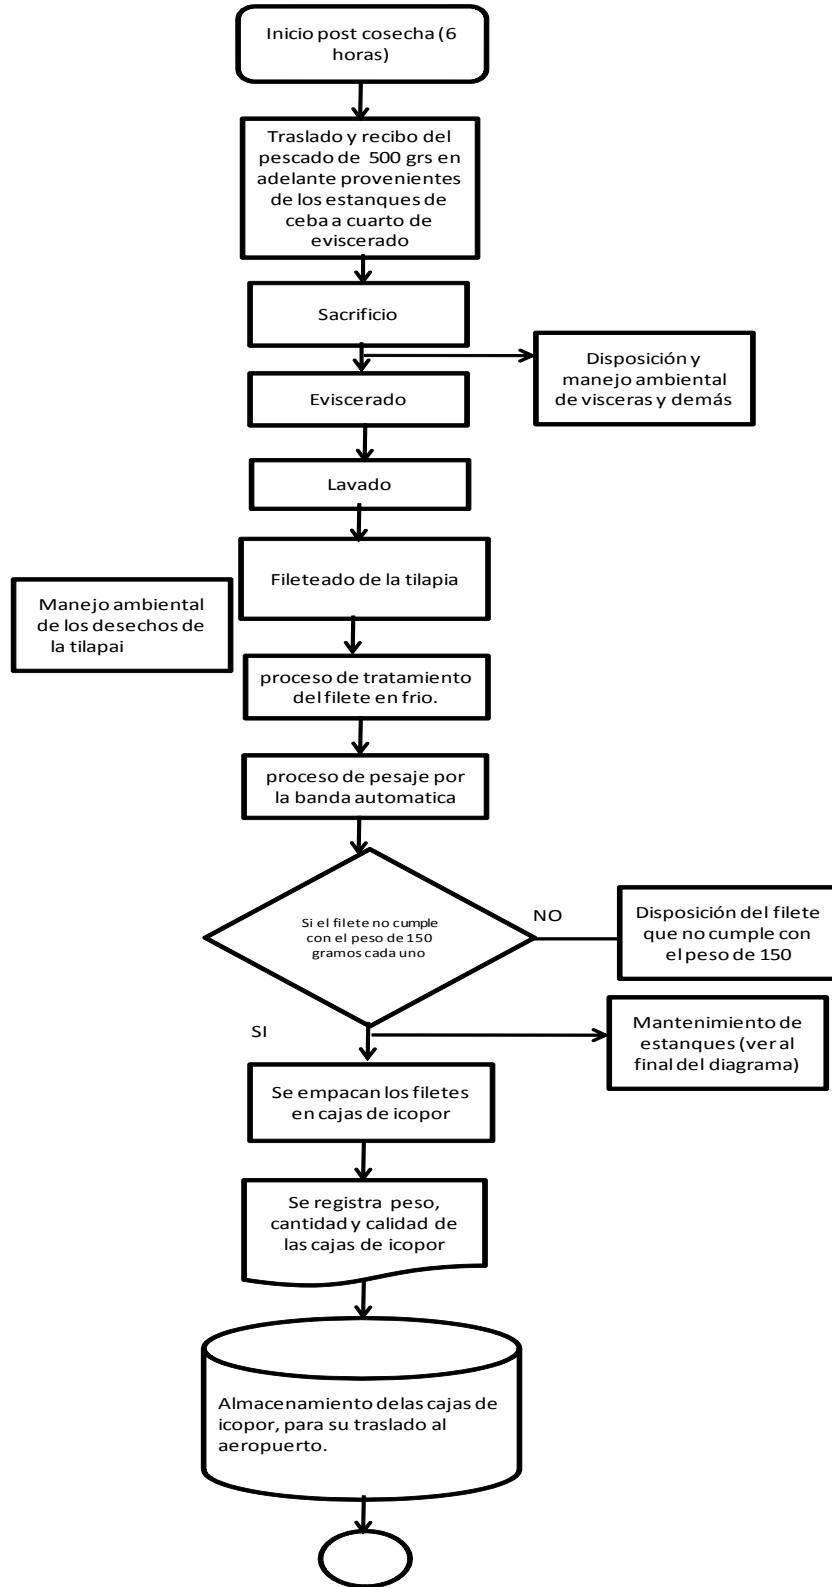 Inicio post cosecha (6
horas)
Traslado y recibo del
pescado de 500 grs en
adelante provenientes
de los estanques de
ceba a cuarto de
eviscerado
Sacrificio
Disposición y
manejo ambiental
de visceras y demás
Eviscerado
Lavado
Fileteado de la tilapia
Manejo ambiental
de los desechos de
la tilapai
proceso de tratamiento
del filete en frio.
proceso de pesaje por
la banda automatica
Si el filete no cumple
con el peso de 150
gramos cada uno
NO
Disposición del filete
que no cumple con
el peso de 150
SI
Mantenimiento de
estanques (ver al
final del diagrama)
Se empacan los filetes
en cajas de icopor
Se registra peso,
cantidad y calidad de
las cajas de icopor
Almacenamiento delas cajas de
icopor, para su traslado al
aeropuerto.